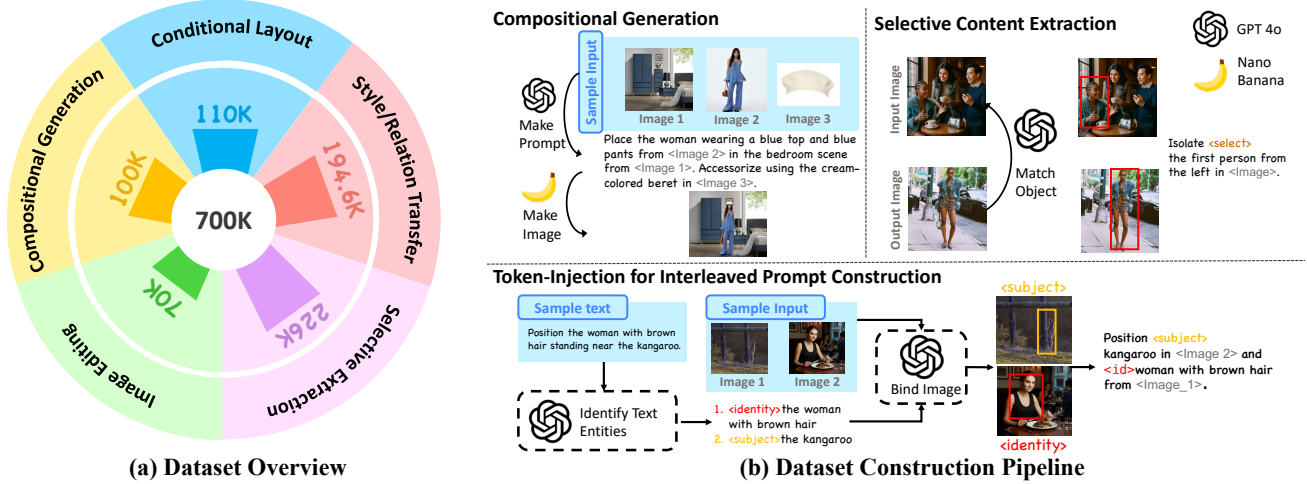 Conditional Layout
Style/Relation Transfer
Selective Extraction
Image Editing
Compositional Generation
110K
194.6K
226K
70K
100K
700K
(a) Dataset Overview
Compositional Generation
Sample Input
Image 1
Image 2
Image 3
Make
Prompt
Place the woman wearing a blue top and blue
pants from <Image 2> in the bedroom scene
from <Image 1>. Accessorize using the cream-
colored beret in <Image 3>.
Make
Image
Selective Content Extraction
GPT 4o
Nano
Banana
Input Image
Output Image
Match
Object
Isolate <select>
the first person from
the left in <Image>.
Token-Injection for Interleaved Prompt Construction
Sample text
Position the woman with brown
hair standing near the kangaroo.
Identify Text
Entities
Sample Input
Image 1
Image 2
1. <identity>the woman
with brown hair
2. <subject>the kangaroo
Bind Image
<subject>
<identity>
Position <subject>
kangaroo in <Image 2> and
<id>woman with brown hair
from <Image_1>.
(b) Dataset Construction Pipeline